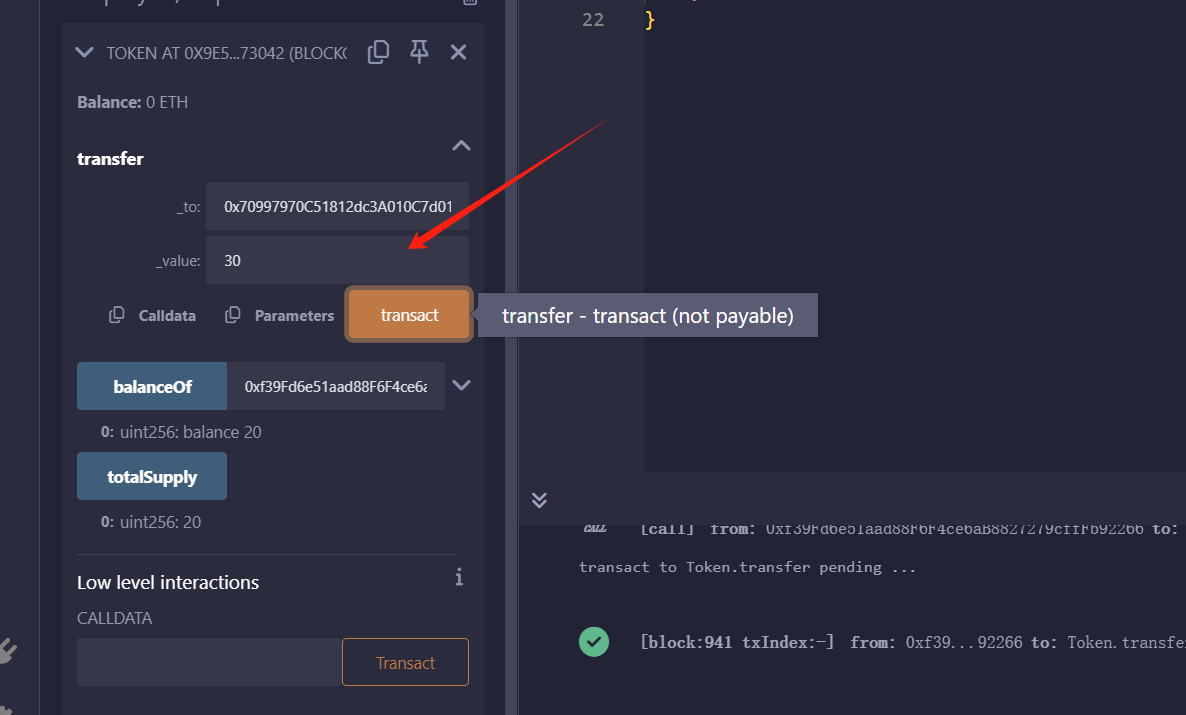 TOKEN AT 0X9E5...73042 (BLOCK
Balance: 0 ETH
transfer
_to: 0x70997970C51812dc3A010C7d01
_value: 30
Calldata Parameters transact
transfer - transact (not payable)
balanceOf 0xf39Fd6e51aad88F6F4ce6a
0: uint256: balance 20
totalSupply
0: uint256: 20
Low level interactions i
CALLDATA
Transact
22 }
CALL [call] from: 0xf39Fd6e51aad88F6F4ce6aB8827279cffFb92266 to:
transact to Token.transfer pending ...
[block:941 txIndex:-] from: 0xf39...92266 to: Token.transfe